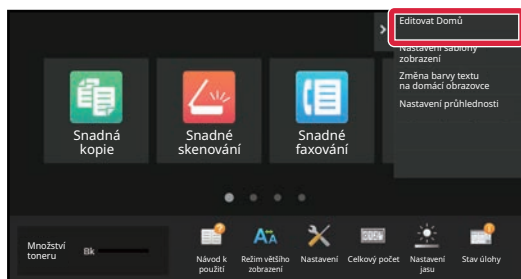 Editovat Domů
Nastavení šablony
zobrazení
Změna barvy textu
na domácí obrazovce
Nastavení průhlednosti
Snadná
kopie
Snadné
skenování
Snadné
faxování
Množství
toneru
Bk
Návod k
použití
Režim většího
zobrazení
Nastavení
Celkový počet
Nastavení
jasu
Stav úlohy